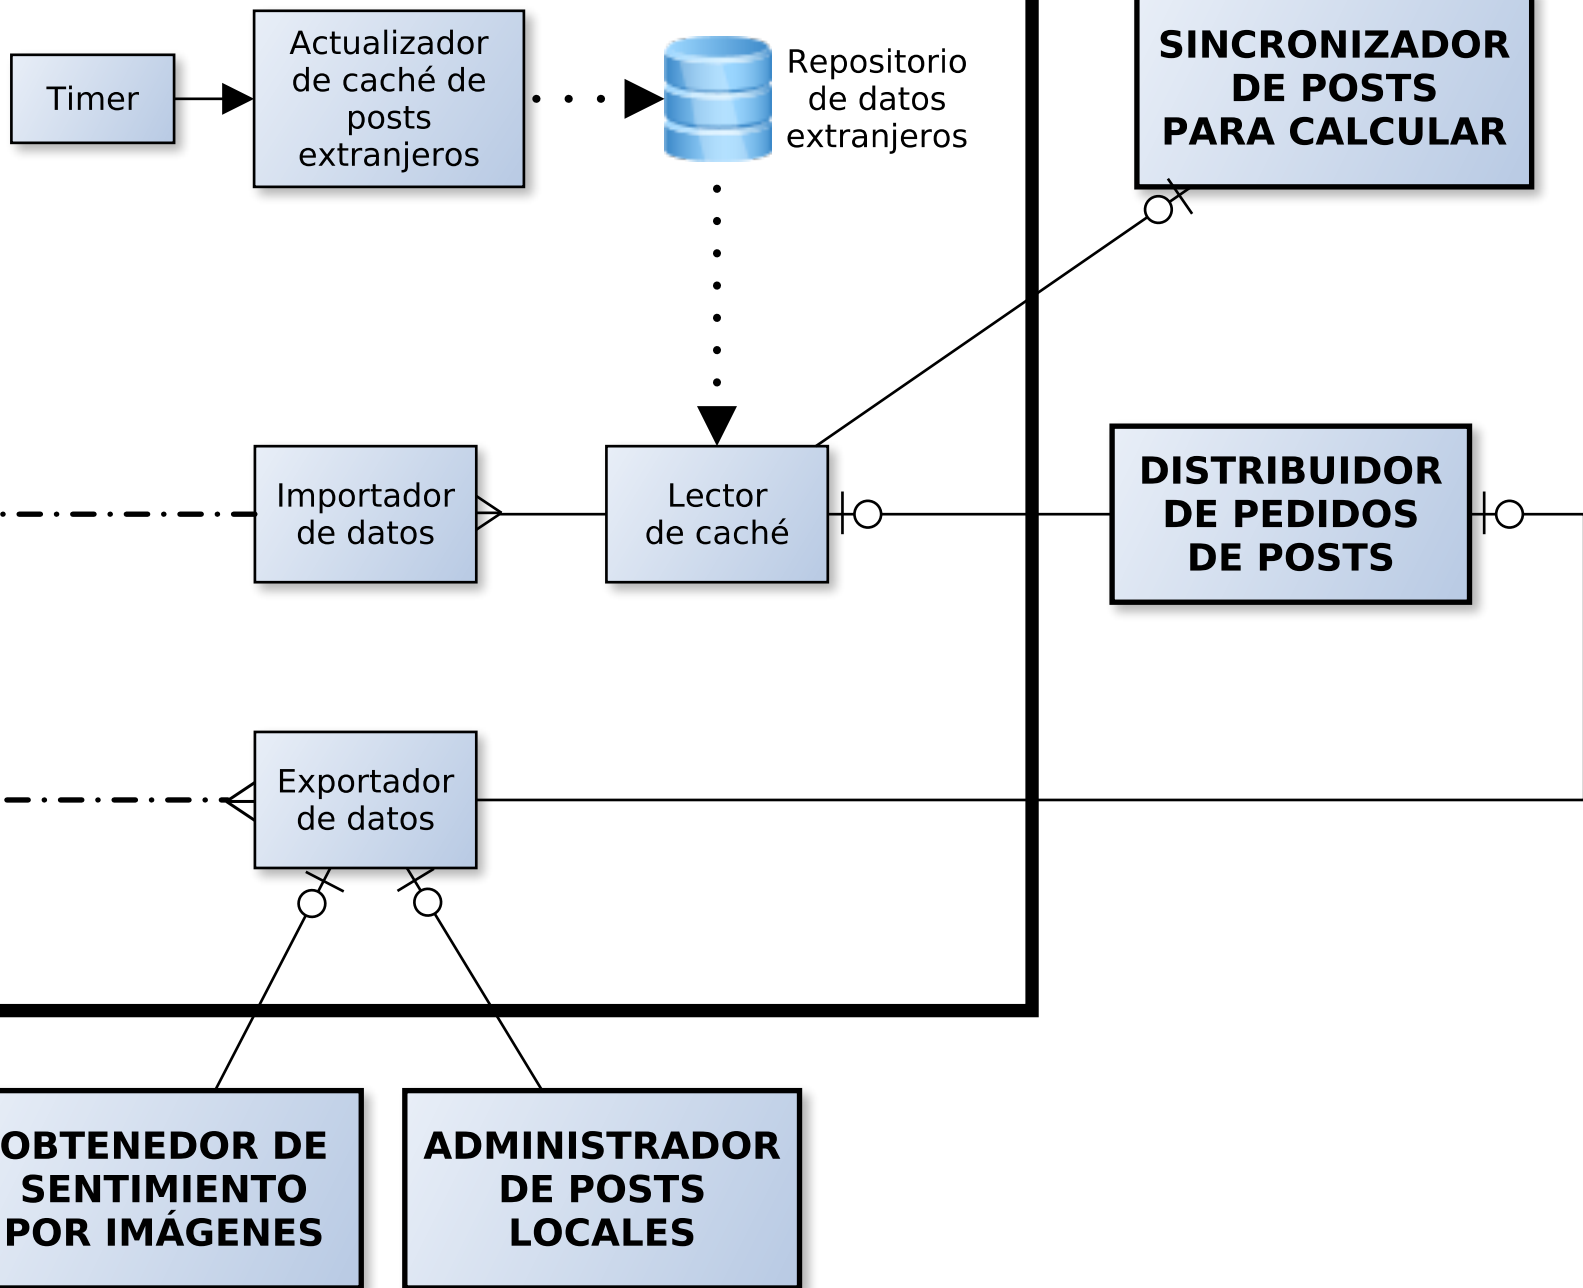 Timer
Actualizador
de caché de
posts
extranjeros
Repositorio
de datos
extranjeros
SINCRONIZADOR
DE POSTS
PARA CALCULAR
Importador
de datos
Lector
de caché
DISTRIBUIDOR
DE PEDIDOS
DE POSTS
Exportador
de datos
OBTENEDOR DE
SENTIMIENTO
POR IMÁGENES
ADMINISTRADOR
DE POSTS
LOCALES